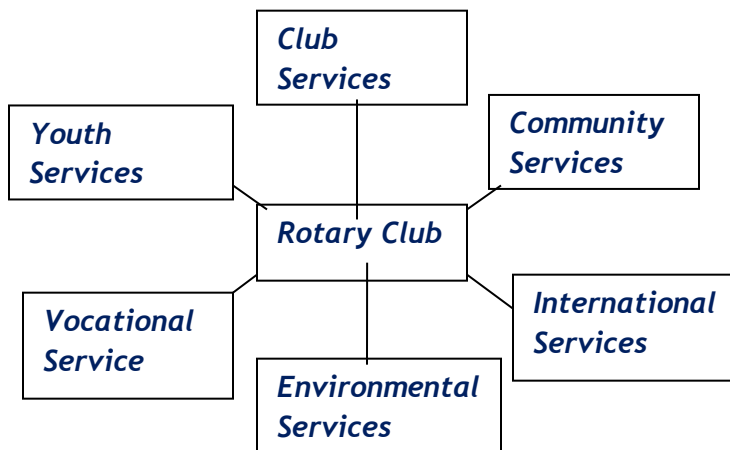 Club
Services
Youth
Services
Community
Services
Rotary Club
Vocational
Service
International
Services
Environmental
Services